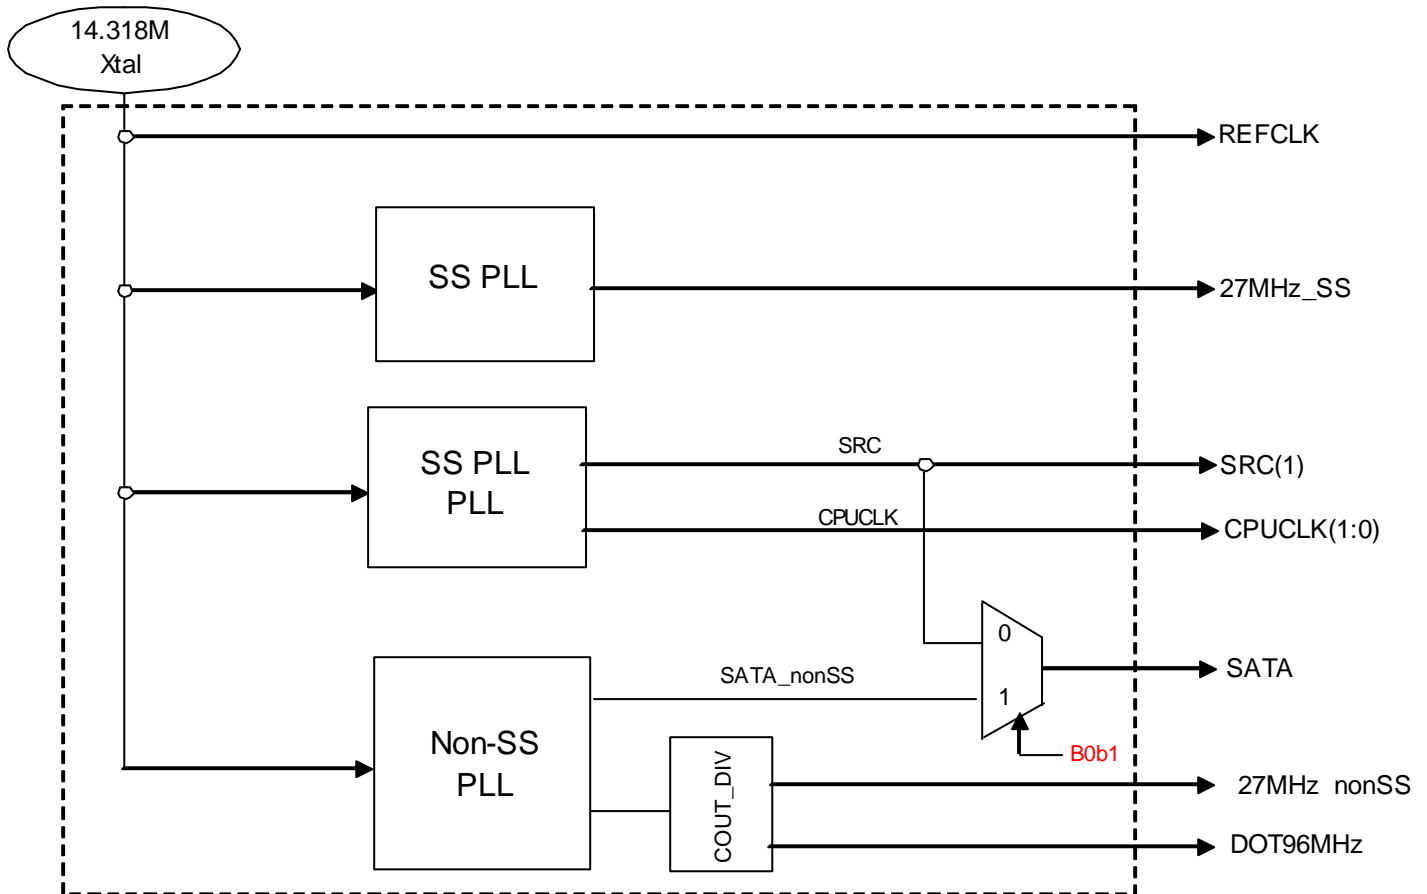 14.318M
Xtal
REFCLK
SS PLL
27MHz_SS
SS PLL
PLL
SRC
SRC(1)
CPUCLK
CPUCLK(1:0)
0
SATA_nonSS
1
SATA
Non-SS
PLL
COUT_DIV
B0b1
27MHz nonSS
DOT96MHz